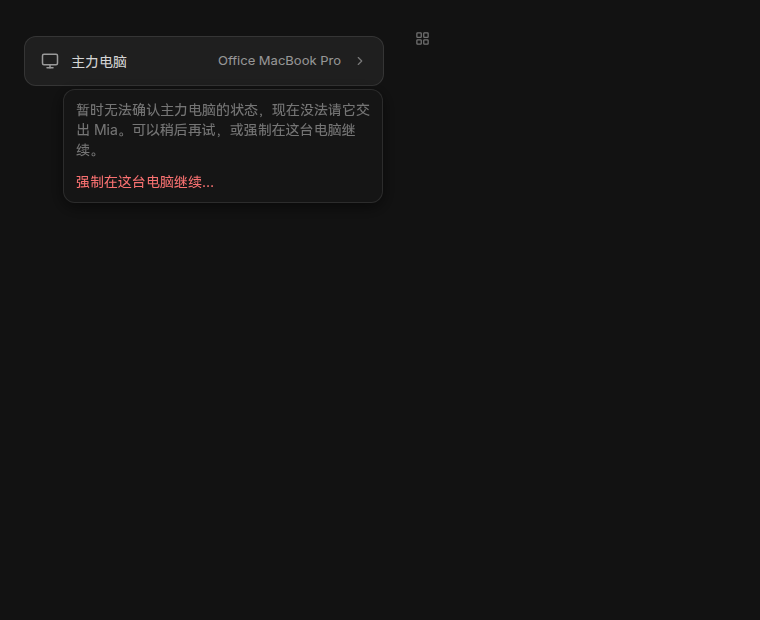 主力电脑 Office MacBook Pro
暂时无法确认主力电脑的状态，现在没法请它交
出 Mia。可以稍后再试，或强制在这台电脑继
续。
强制在这台电脑继续...